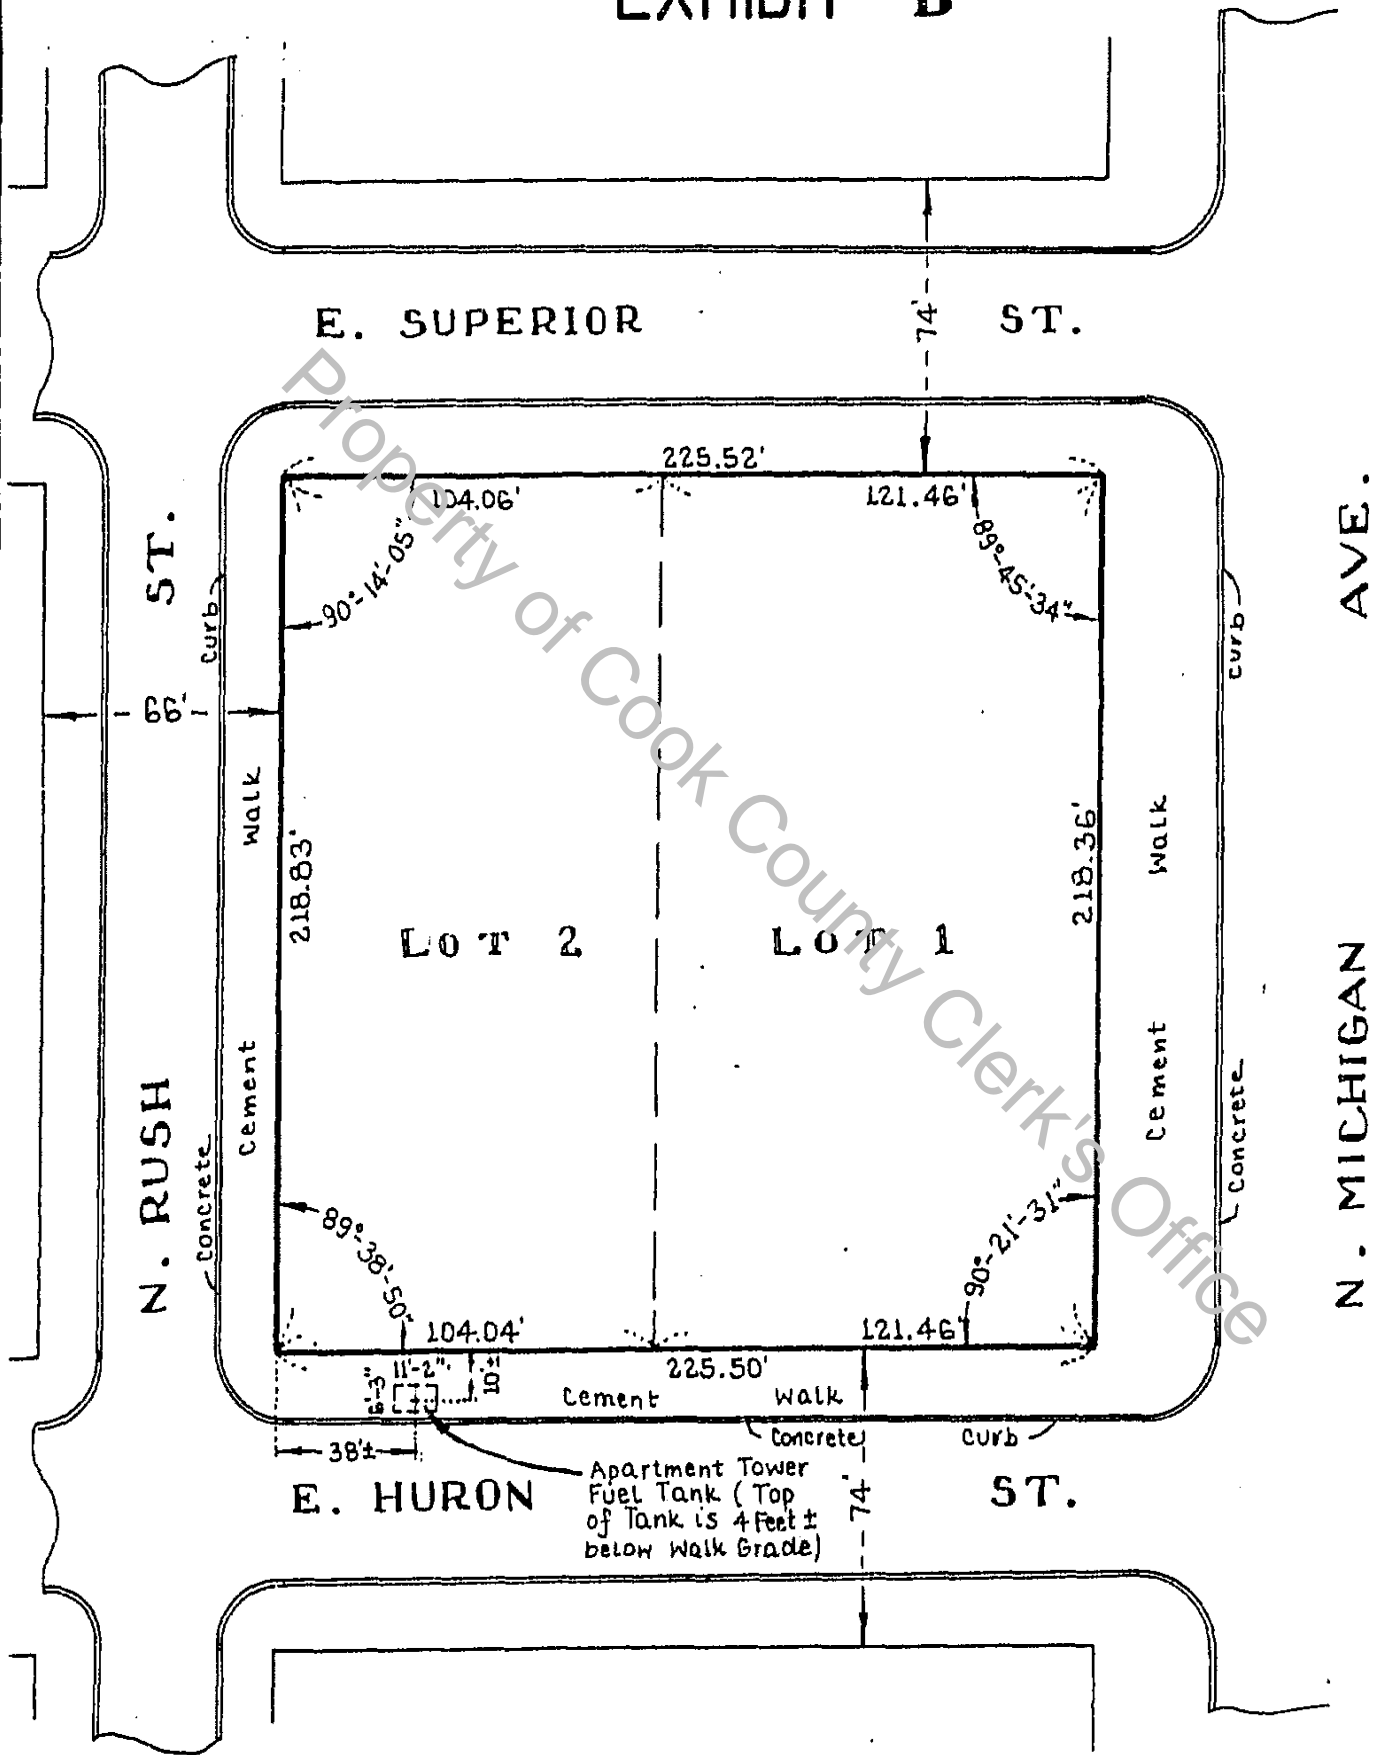 EXHIBIT B
E. SUPERIOR ST.
74'
225.52'
104.06'
121.46'
90°-14'-05"
89°-45'-34"
ST.
AVE.
Curb
Curb
66'
Walk
Walk
218.83'
218.36'
LOT 2
LOT 1
Cement
Cement
N. RUSH
N. MICHIGAN
Concrete
Concrete
89°-38'-50"
90°-21'-31"
104.04'
121.46'
225.50'
11'-2"
10'±
Cement Walk
Concrete Curb
38'±
E. HURON ST.
74'
Apartment Tower
Fuel Tank (Top
of Tank is 4 Feet ±
below Walk Grade)
Property of Cook County Clerk's Office